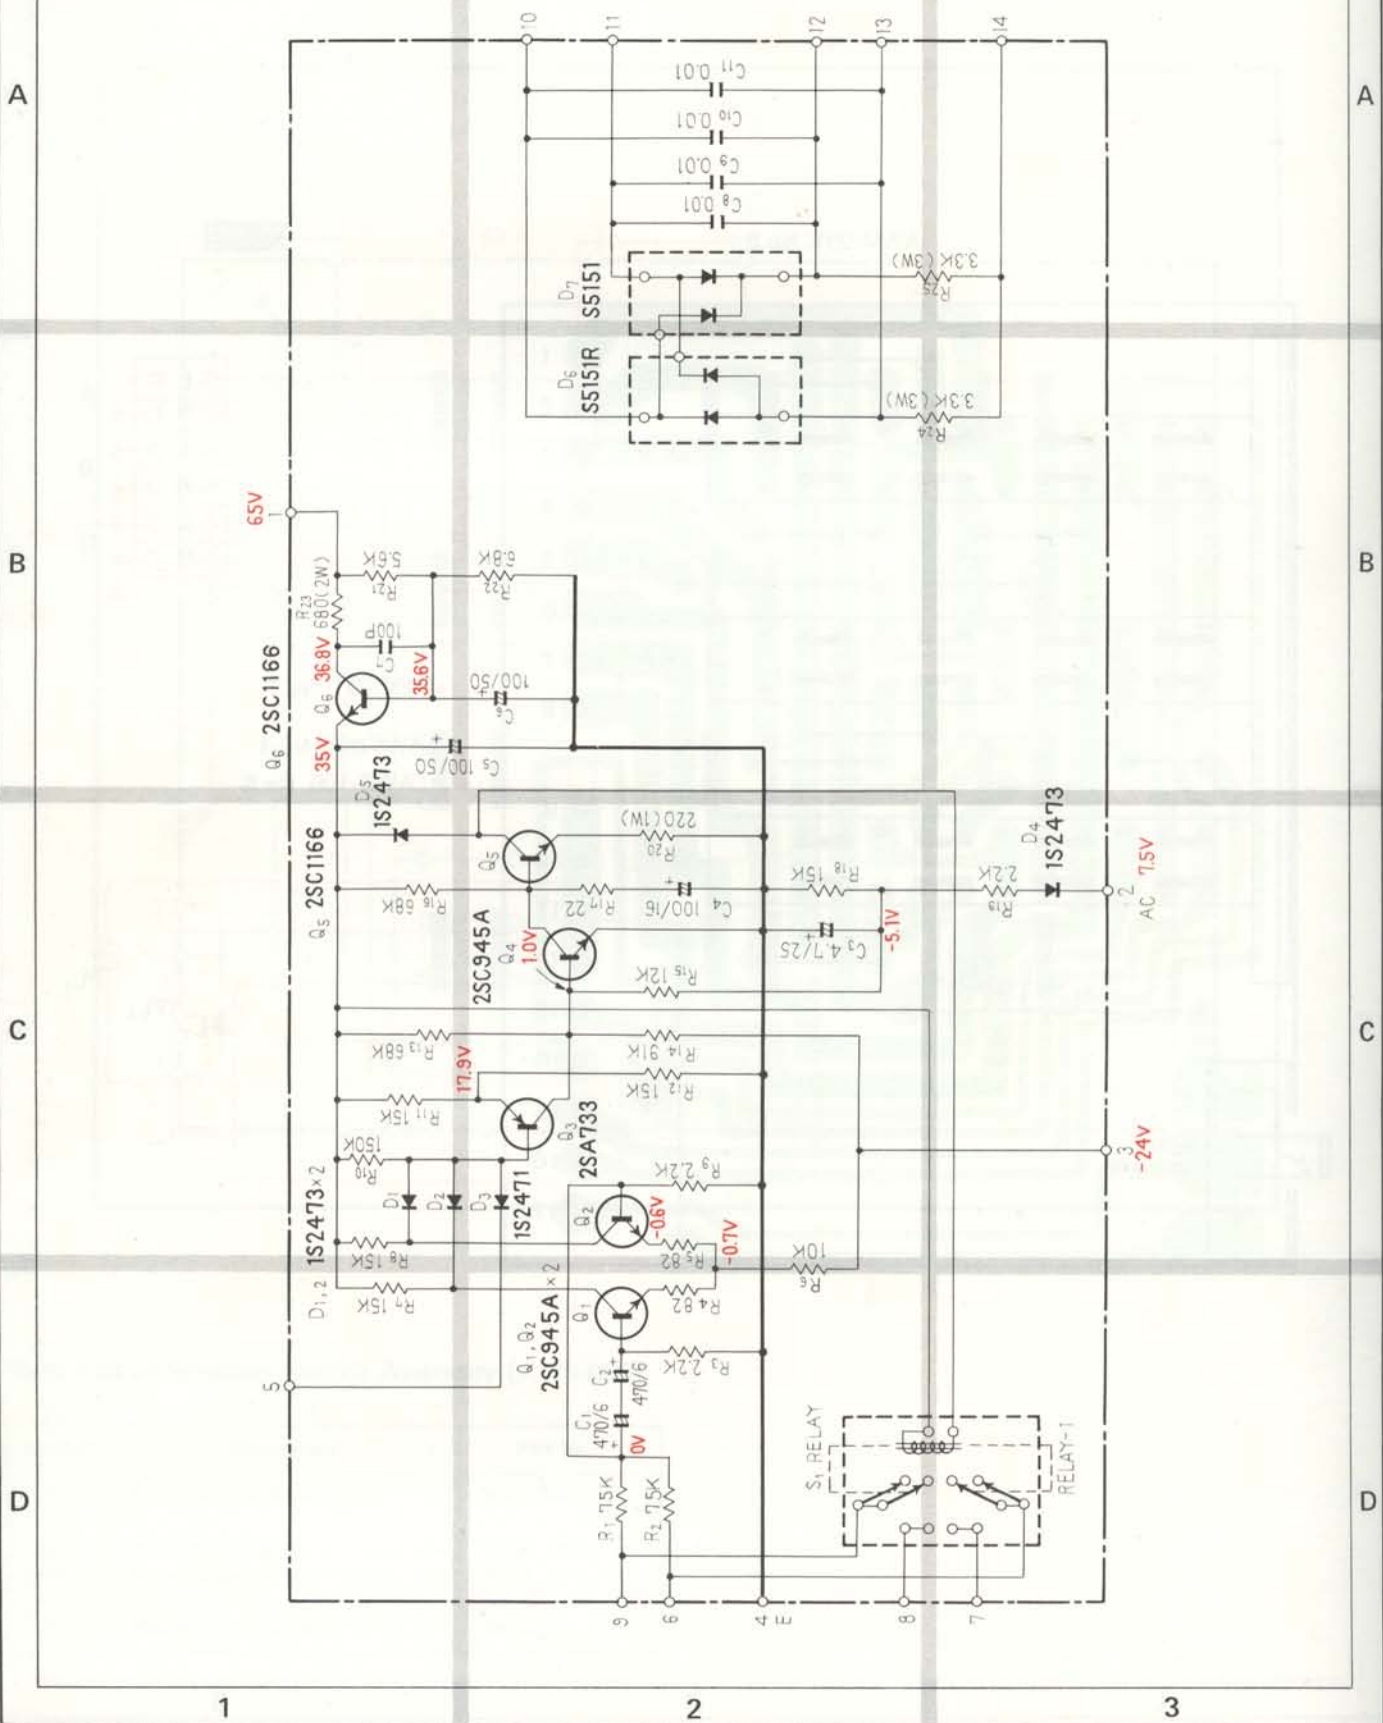 A
A
B
B
C
C
D
D
1
2
3
10
11
12
13
14
C11 0.01
C10 0.01
C9 0.01
C8 0.01
D7
S5151
D6
S5151R
R25
3.3K (3W)
R24
3.3K (3W)
65V
1
R21
5.6K
R22
6.8K
R23
680(2W)
C7
100P
36.8V
35.6V
Q6 2SC1166
Q6
C6
100/50
+
35V
C5 100/50
+
D5
1S2473
Q5 2SC1166
Q5
R20
220(1W)
R16 68K
R17 22
C4 100/16
+
R18 15K
R19
2.2K
D4
1S2473
2
AC 7.5V
2SC945A
Q4
1.0V
C3 4.7/25
+
-5.1V
R15 12K
R13 68K
R14 91K
17.9V
R12 15K
R11 15K
Q3
2SA733
R10
150K
D1,2 1S2473×2
D1
D2
D3
1S2471
Q2
-0.6V
R9 2.2K
3
-24V
R8 15K
R5 82
-0.7V
R6
10K
R7 15K
Q1,Q2
2SC945A×2
Q1
R4 82
R3 2.2K
5
C1
470/6
+
C2
470/6
+
0V
R1 75K
R2 75K
S1 RELAY
RELAY-1
9
6
4
E
8
7